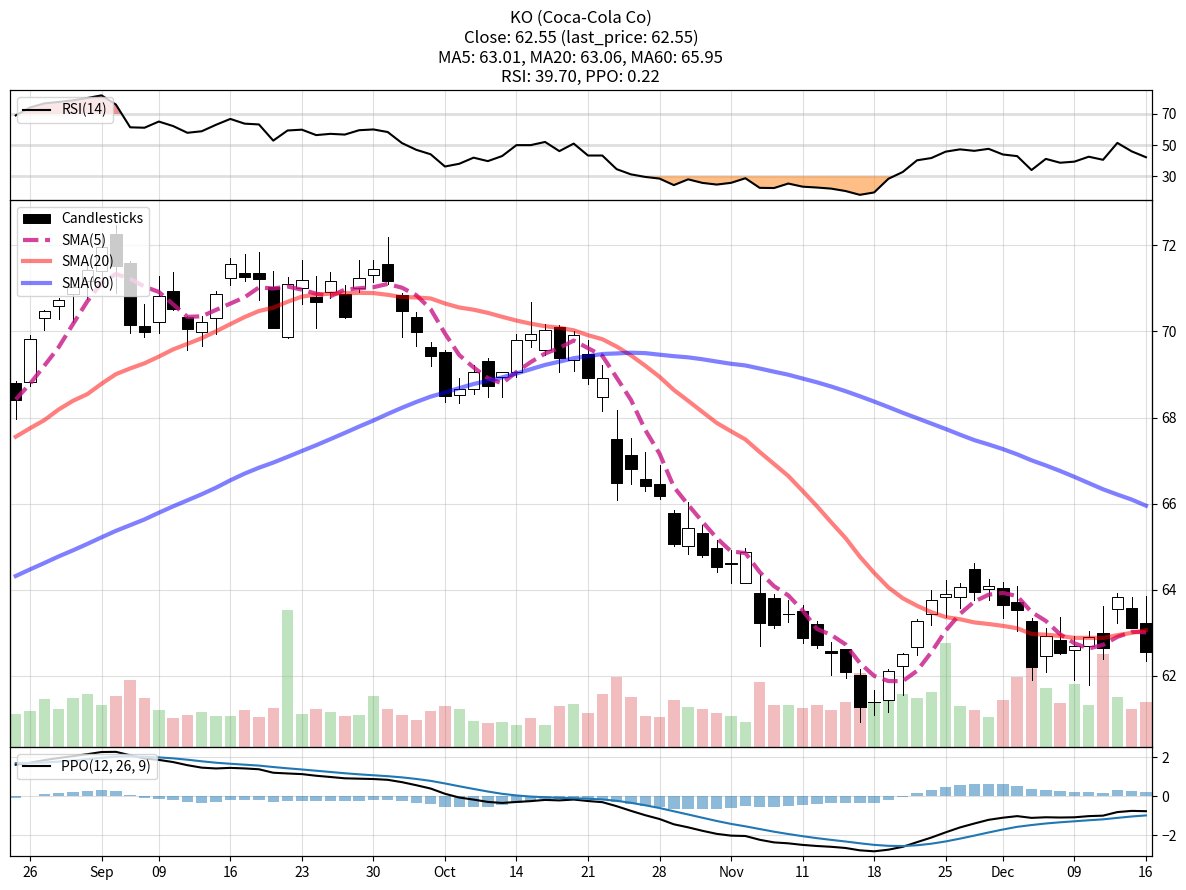 KO (Coca-Cola Co)
Close: 62.55 (last_price: 62.55)
MA5: 63.01, MA20: 63.06, MA60: 65.95
RSI: 39.70, PPO: 0.22
RSI(14)
70
50
30
Candlesticks
SMA(5)
SMA(20)
SMA(60)
72
70
68
66
64
62
PPO(12, 26, 9)
2
0
−2
26 Sep 09 16 23 30 Oct 14 21 28 Nov 11 18 25 Dec 09 16